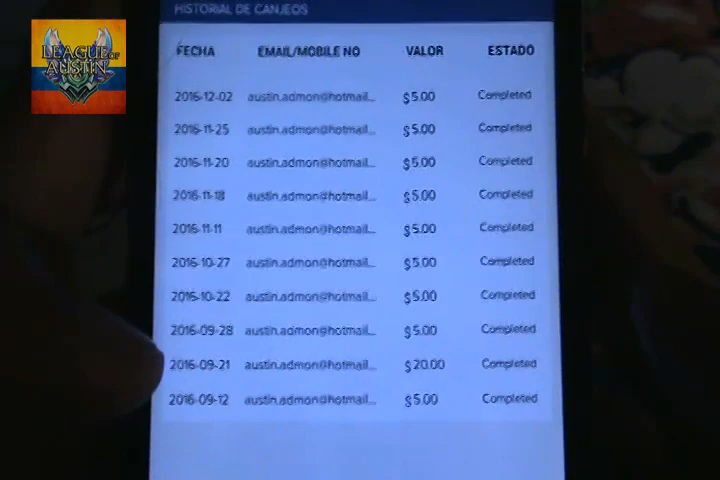 HISTORIAL DE CANJEOS
LEAGUE OF
AUSTIN
FECHA EMAIL/MOBILE NO VALOR ESTADO
2016-12-02 austin.admon@hotmail... $5.00 Completed
2016-11-25 austin.admon@hotmail... $5.00 Completed
2016-11-20 austin.admon@hotmail... $5.00 Completed
2016-11-18 austin.admon@hotmail... $5.00 Completed
2016-11-11 austin.admon@hotmail... $5.00 Completed
2016-10-27 austin.admon@hotmail... $5.00 Completed
2016-10-22 austin.admon@hotmail... $5.00 Completed
2016-09-28 austin.admon@hotmail... $5.00 Completed
2016-09-21 austin.admon@hotmail... $20.00 Completed
2016-09-12 austin.admon@hotmail... $5.00 Completed